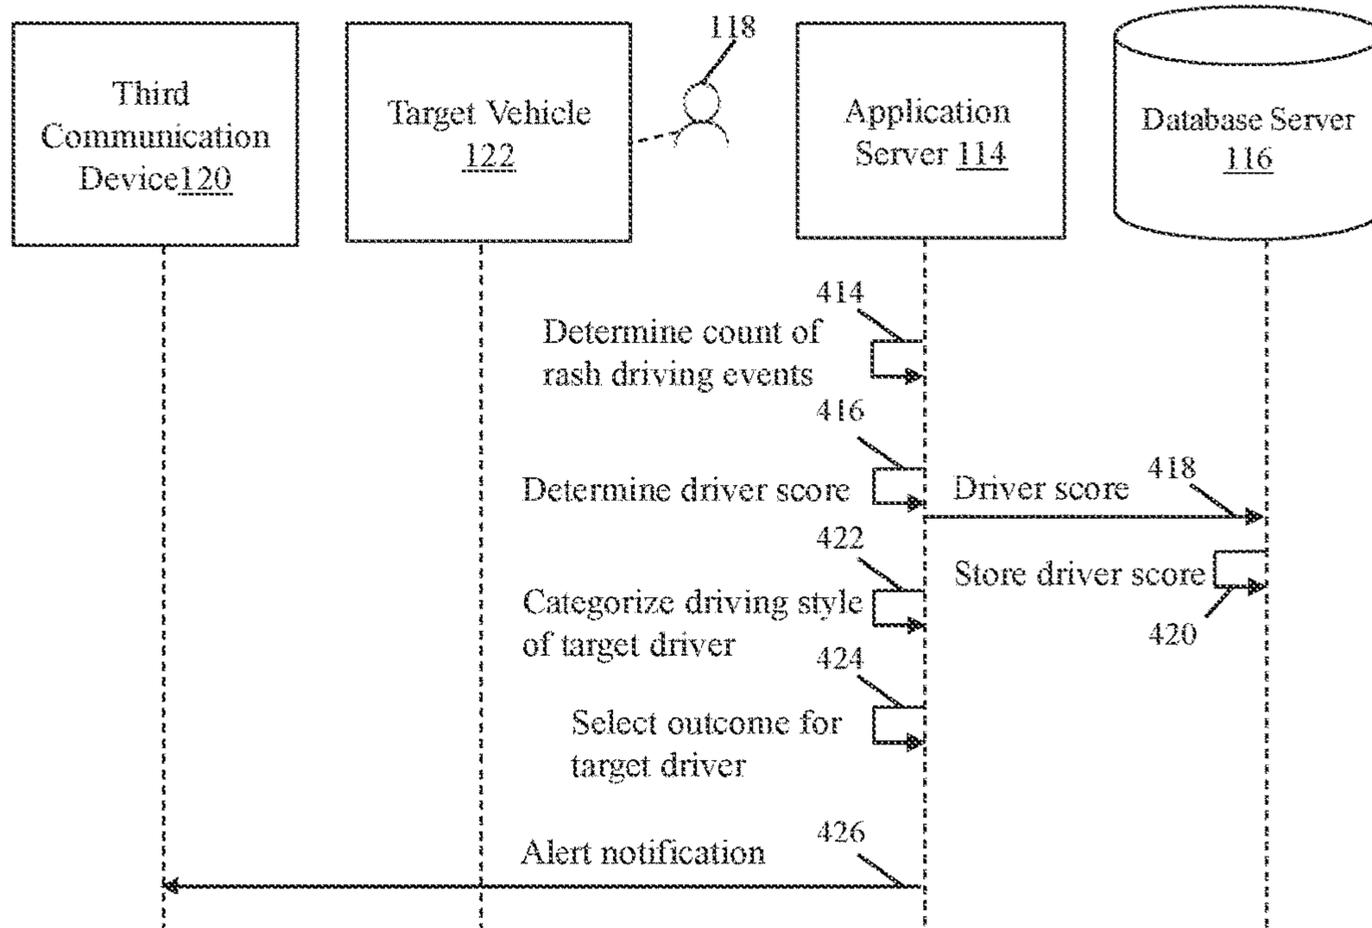 118
Third
Communication
Device120
Target Vehicle
122
Application
Server 114
Database Server
116
414
Determine count of
rash driving events
416
Determine driver score
Driver score
418
422
Store driver score
Categorize driving style
of target driver
420
424
Select outcome for
target driver
426
Alert notification